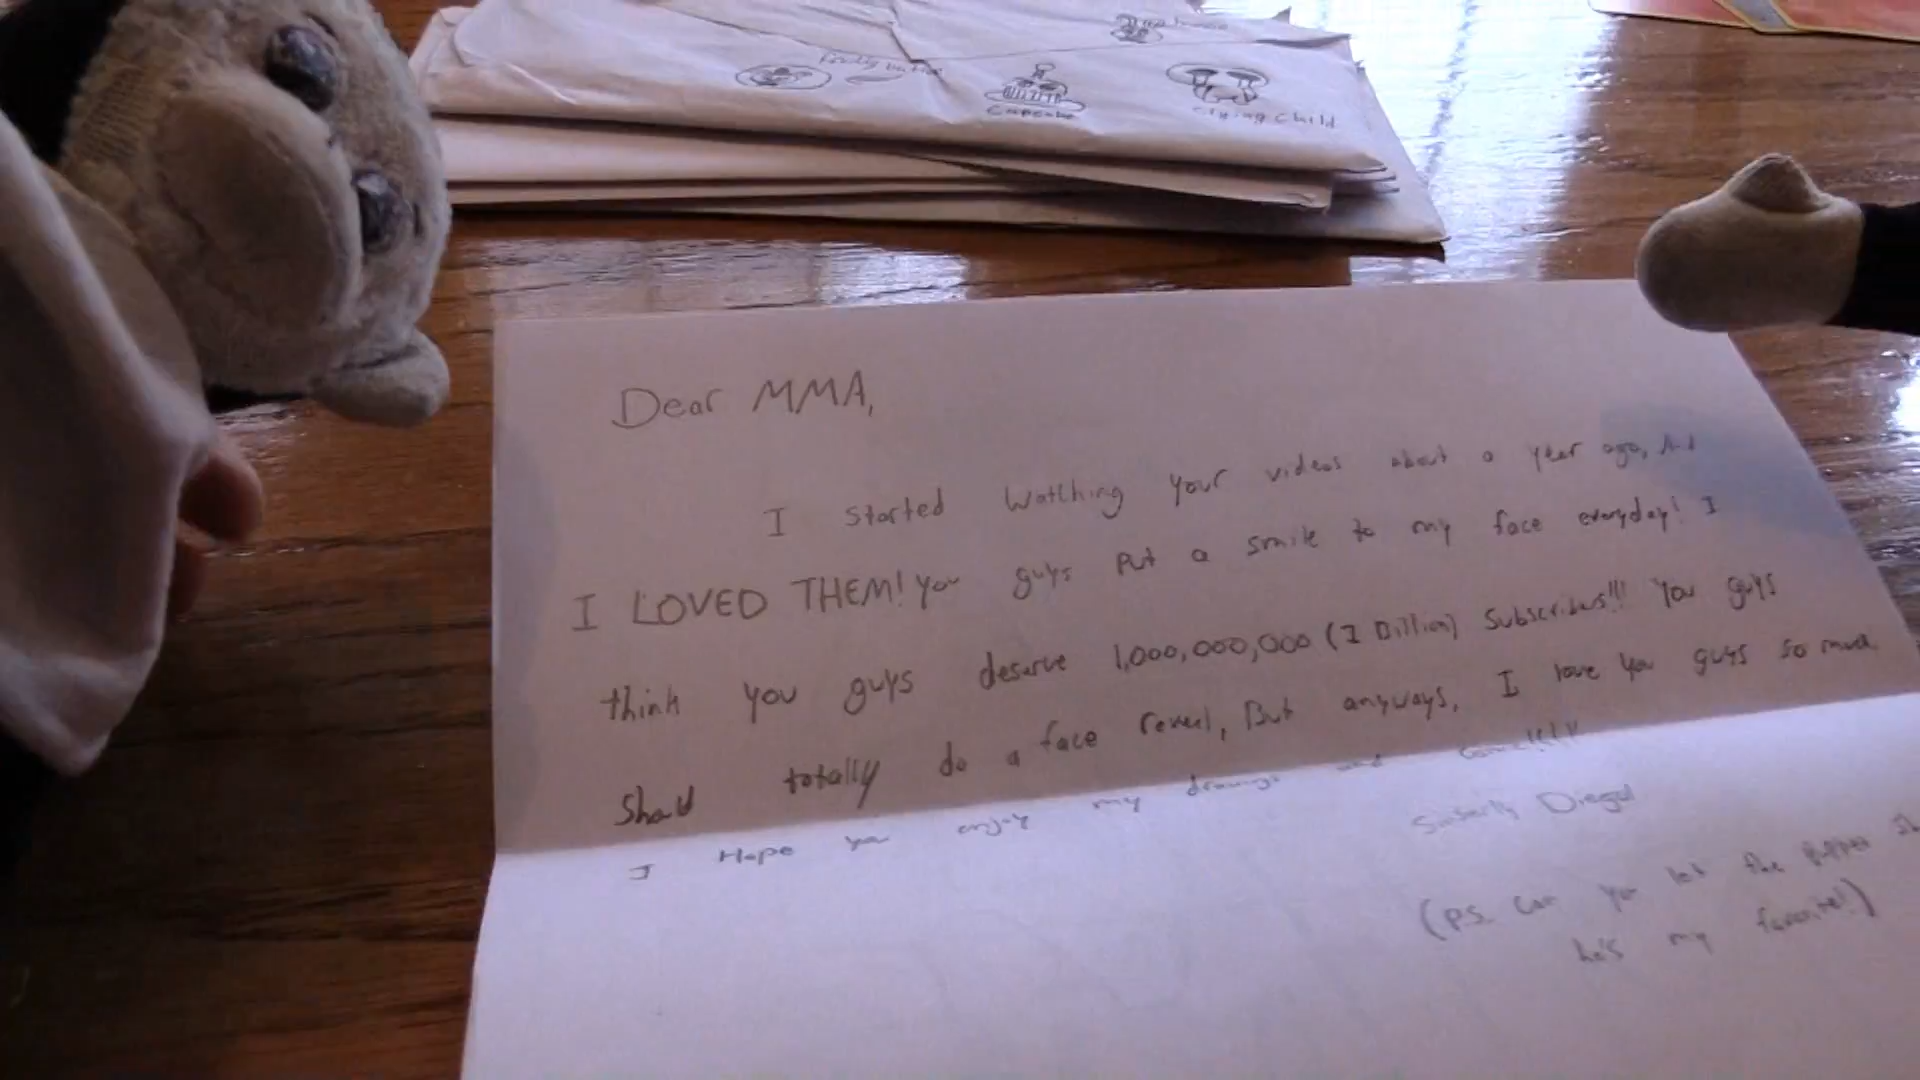 Cupcake
Crying Child
Dear MMA,
I started watching your videos about a year ago, And
I LOVED THEM! You guys put a smile to my face everyday! I
think you guys deserve 1,000,000,000 (1 Billion) Subscribers!!! You guys
should totally do a face reveal, But anyways, I love you guys so much
I Hope you enjoy my drawings and
(P.S. Can you let the
he's my favorite!)